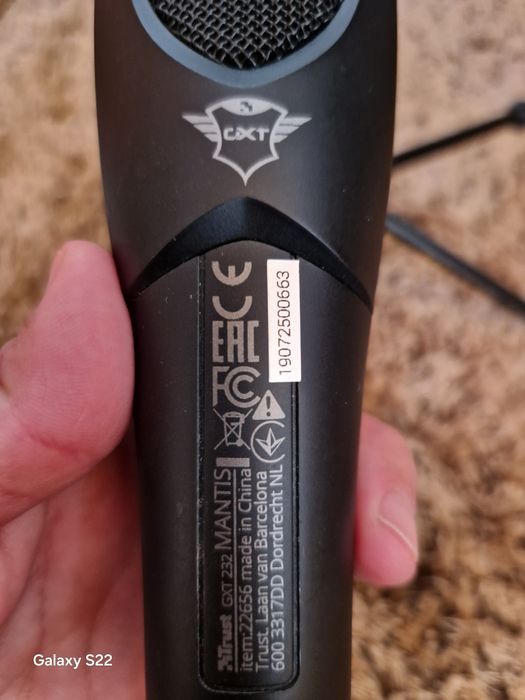 GXT
19072500663
CE
EAC
FC
Trust GXT 232 MANTIS
item:22656 made in China
Trust. Laan van Barcelona
600 3317DD Dordrecht NL
Galaxy S22